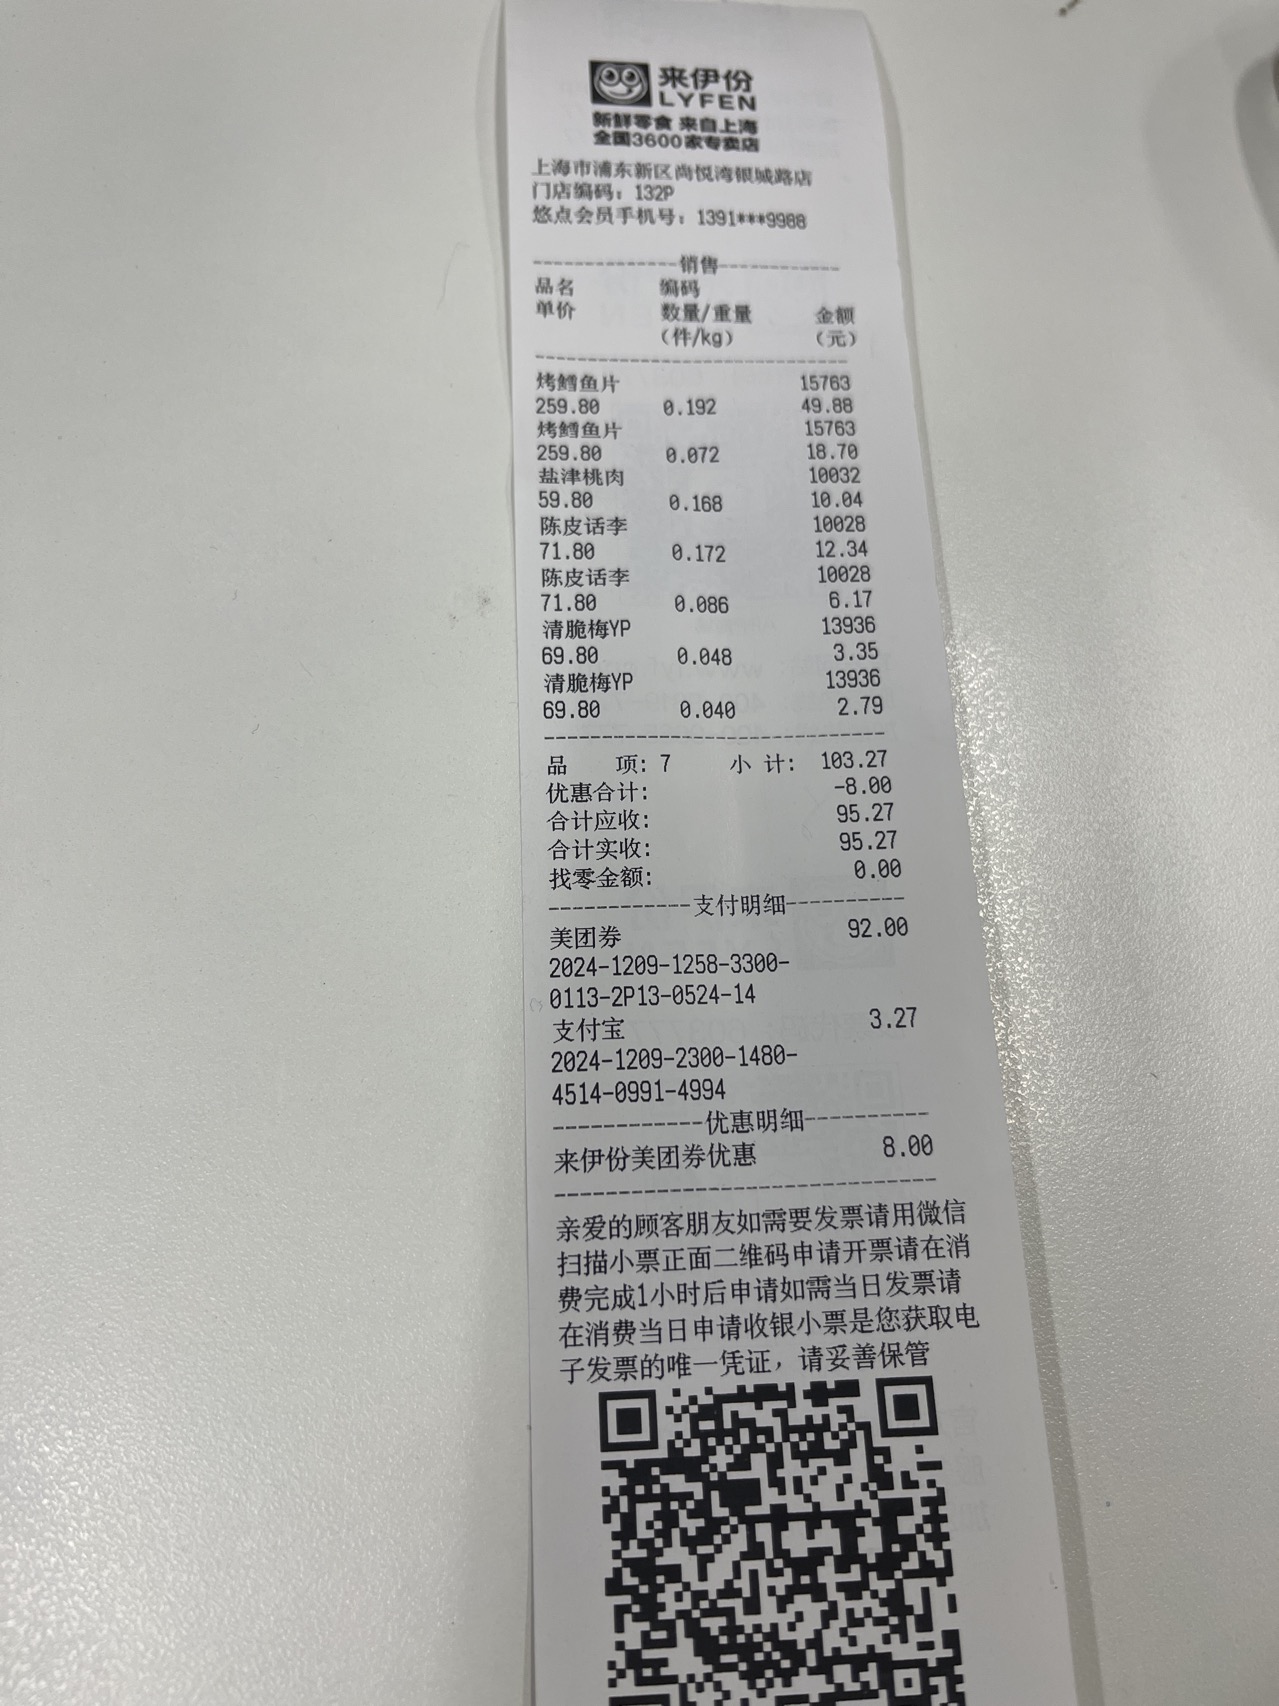 来伊份
LYFEN
新鲜零食 来自上海
全国3600家专卖店
上海市浦东新区尚悦湾银城路店
门店编码：132P
悠点会员手机号：1391***9988
------------销售------------
品名 编码
单价 数量/重量 金额
（件/kg） （元）
烤鳕鱼片 15763
259.80 0.192 49.88
烤鳕鱼片 15763
259.80 0.072 18.70
盐津桃肉 10032
59.80 0.168 10.04
陈皮话李 10028
71.80 0.172 12.34
陈皮话李 10028
71.80 0.086 6.17
清脆梅YP 13936
69.80 0.048 3.35
清脆梅YP 13936
69.80 0.040 2.79
品 项: 7 小 计: 103.27
优惠合计: -8.00
合计应收: 95.27
合计实收: 95.27
找零金额: 0.00
------------支付明细----------
美团券 92.00
2024-1209-1258-3300-
0113-2P13-0524-14
支付宝 3.27
2024-1209-2300-1480-
4514-0991-4994
------------优惠明细----------
来伊份美团券优惠 8.00
亲爱的顾客朋友如需要发票请用微信
扫描小票正面二维码申请开票请在消
费完成1小时后申请如需当日发票请
在消费当日申请收银小票是您获取电
子发票的唯一凭证，请妥善保管